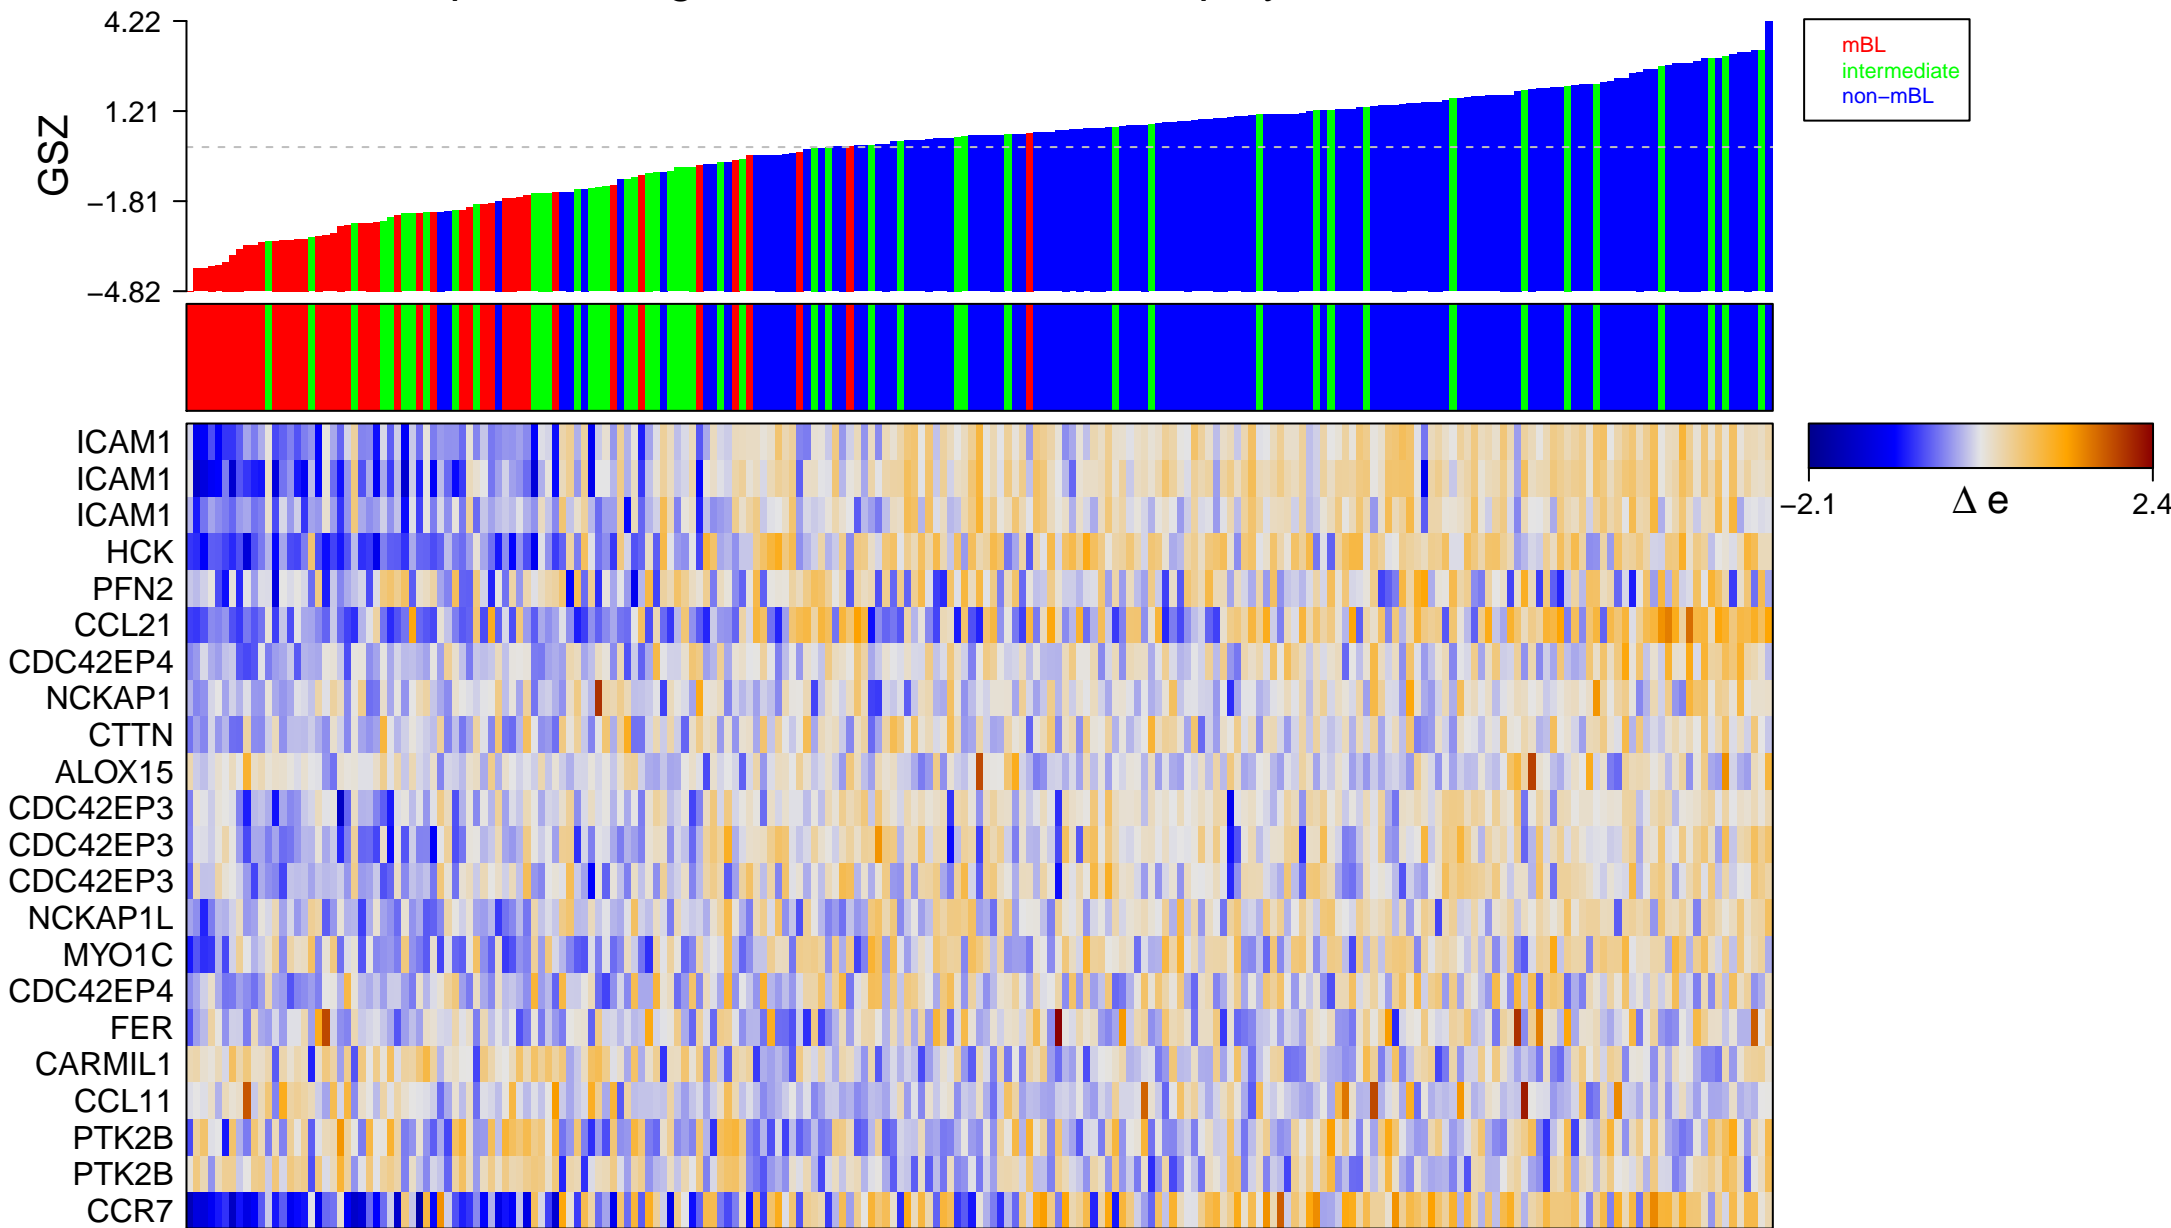 4.22
1.21
−1.81
−4.82
GSZ
mBL
intermediate
non−mBL
ICAM1
ICAM1
ICAM1
HCK
PFN2
CCL21
CDC42EP4
NCKAP1
CTTN
ALOX15
CDC42EP3
CDC42EP3
CDC42EP3
NCKAP1L
MYO1C
CDC42EP4
FER
CARMIL1
CCL11
PTK2B
PTK2B
CCR7
−2.1
Δ e
2.4